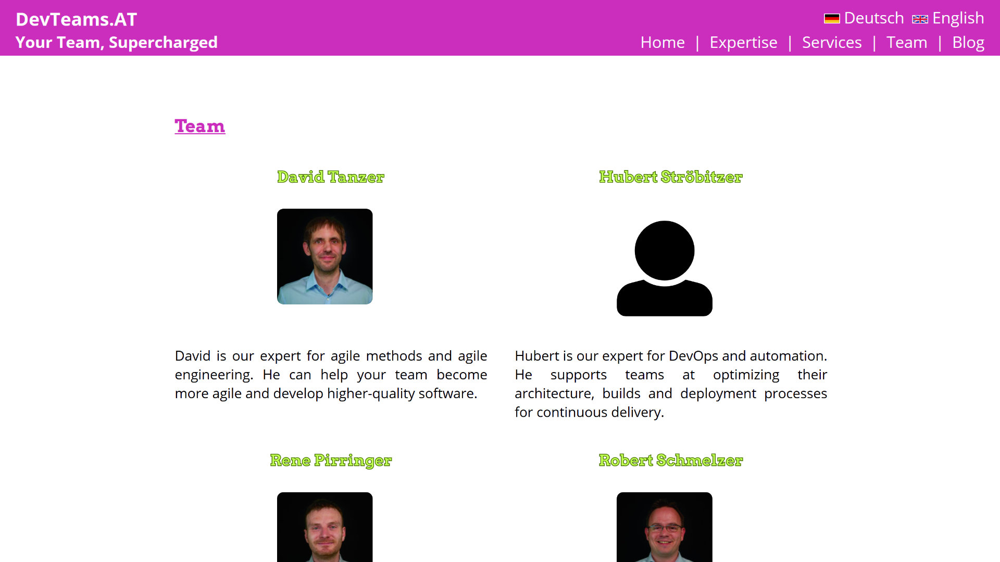 DevTeams.AT
Your Team, Supercharged
Deutsch English
Home | Expertise | Services | Team | Blog
Team
David Tanzer
Hubert Ströbitzer
David is our expert for agile methods and agile
engineering. He can help your team become
more agile and develop higher-quality software.
Hubert is our expert for DevOps and automation.
He supports teams at optimizing their
architecture, builds and deployment processes
for continuous delivery.
Rene Pirringer
Robert Schmelzer